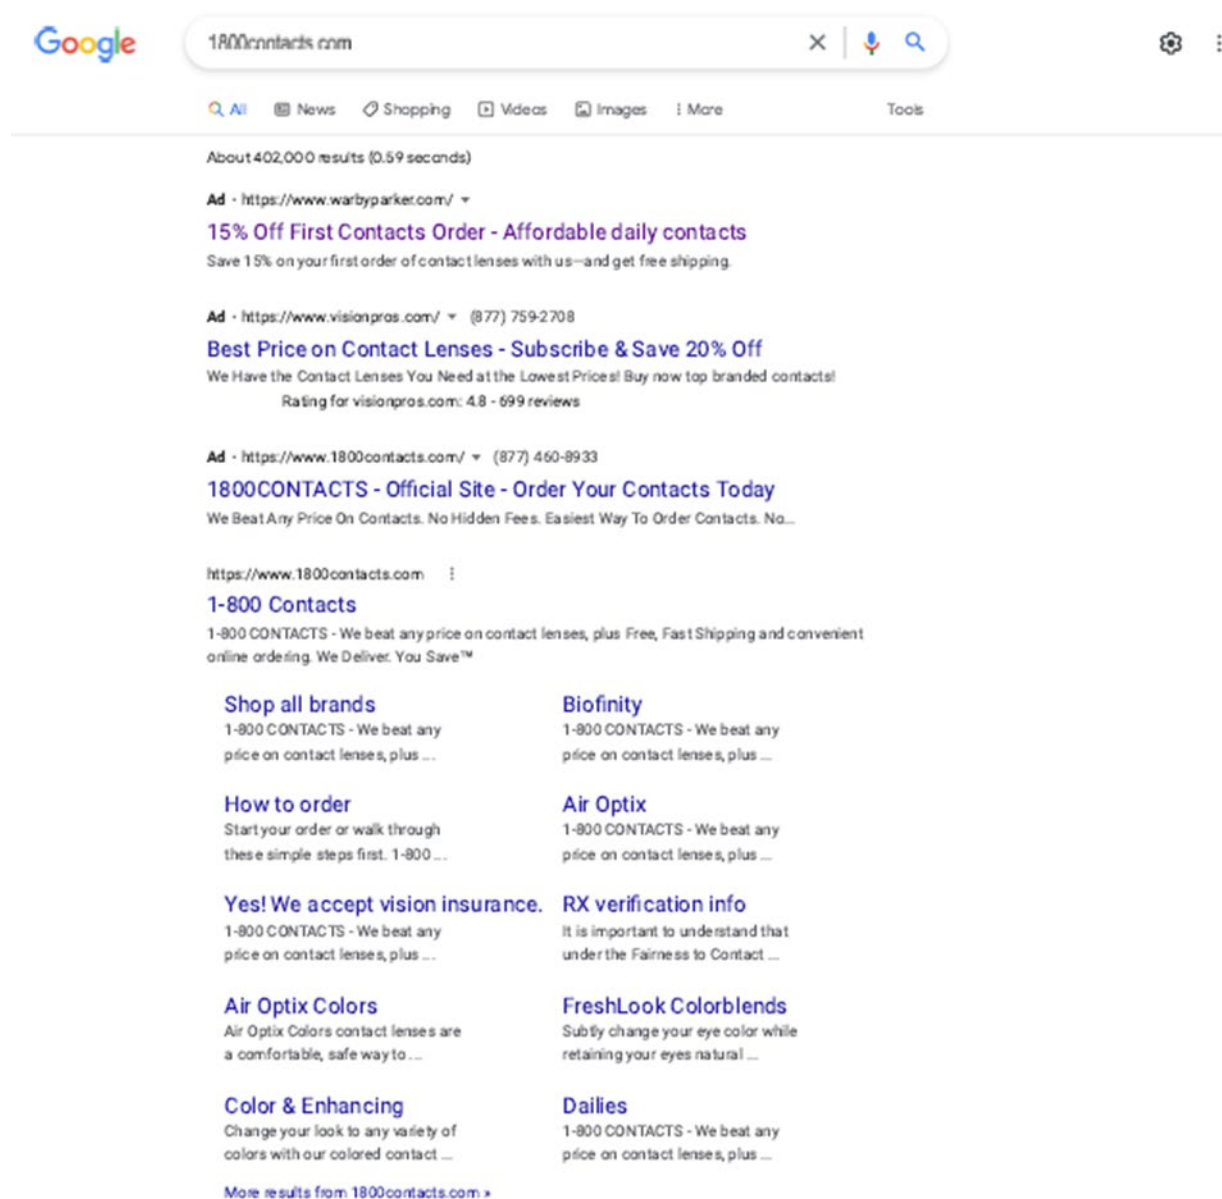 Google
1800contacts com
All News Shopping Videos Images More Tools
About 402,000 results (0.59 seconds)
Ad · https://www.warbyparker.com/
15% Off First Contacts Order - Affordable daily contacts
Save 15% on your first order of contact lenses with us—and get free shipping.
Ad · https://www.visionpros.com/ (877) 759-2708
Best Price on Contact Lenses - Subscribe & Save 20% Off
We Have the Contact Lenses You Need at the Lowest Prices! Buy now top branded contacts!
Rating for visionpros.com: 4.8 - 699 reviews
Ad · https://www.1800contacts.com/ (877) 460-8933
1800CONTACTS - Official Site - Order Your Contacts Today
We Beat Any Price On Contacts. No Hidden Fees. Easiest Way To Order Contacts. No...
https://www.1800contacts.com
1-800 Contacts
1-800 CONTACTS - We beat any price on contact lenses, plus Free, Fast Shipping and convenient
online ordering. We Deliver. You Save™
Shop all brands
1-800 CONTACTS - We beat any
price on contact lenses, plus ...
Biofinity
1-800 CONTACTS - We beat any
price on contact lenses, plus ...
How to order
Start your order or walk through
these simple steps first. 1-800 ...
Air Optix
1-800 CONTACTS - We beat any
price on contact lenses, plus ...
Yes! We accept vision insurance.
1-800 CONTACTS - We beat any
price on contact lenses, plus ...
RX verification info
It is important to understand that
under the Fairness to Contact ...
Air Optix Colors
Air Optix Colors contact lenses are
a comfortable, safe way to ...
FreshLook Colorblends
Subtly change your eye color while
retaining your eyes natural ...
Color & Enhancing
Change your look to any variety of
colors with our colored contact ...
Dailies
1-800 CONTACTS - We beat any
price on contact lenses, plus ...
More results from 1800contacts.com »